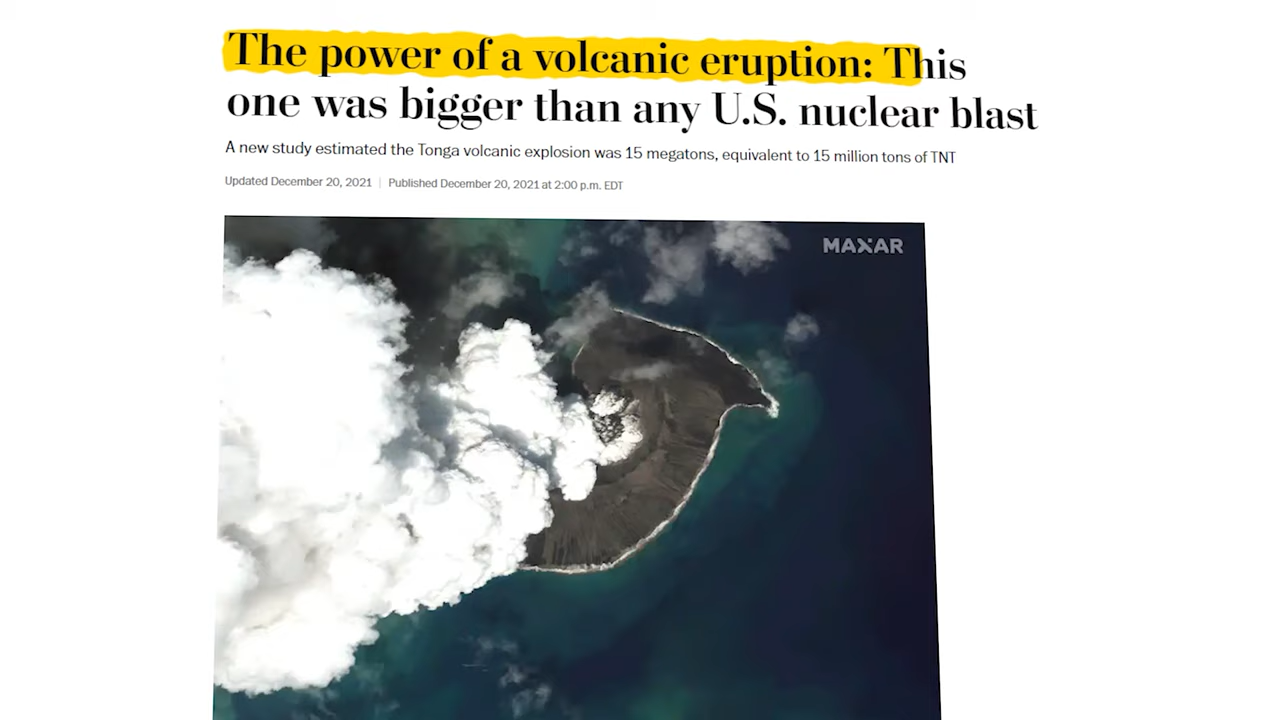 The power of a volcanic eruption: This
one was bigger than any U.S. nuclear blast
A new study estimated the Tonga volcanic explosion was 15 megatons, equivalent to 15 million tons of TNT
Updated December 20, 2021 | Published December 20, 2021 at 2:00 p.m. EDT
MAXAR